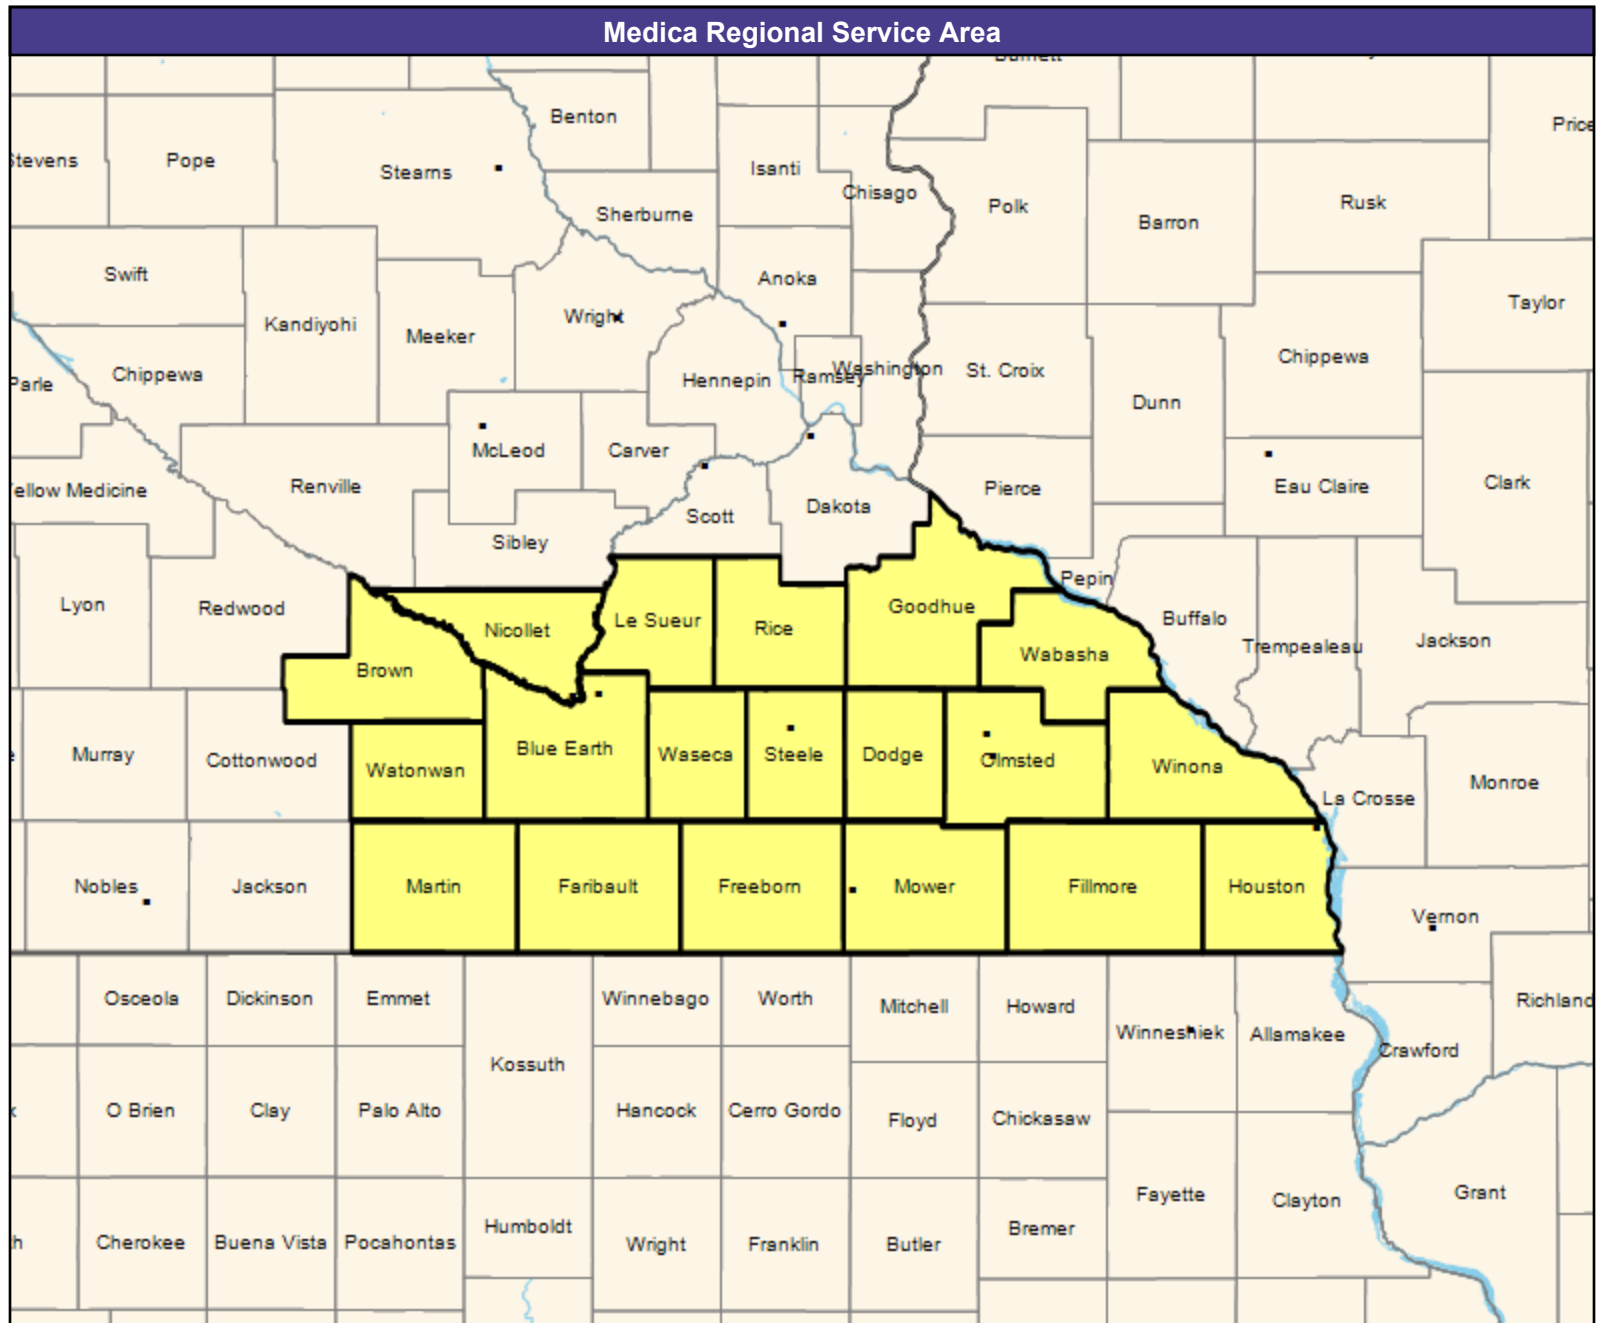 Medica Regional Service Area
Benton
Price
Stevens
Pope
Stearns
Isanti
Chisago
Polk
Barron
Rusk
Sherburne
Swift
Anoka
Taylor
Kandiyohi
Meeker
Wright
Chippewa
Chippewa
Parle
Hennepin
Ramsey
Washington
St. Croix
Dunn
McLeod
Carver
Renville
ellow Medicine
Pierce
Eau Claire
Clark
Scott
Dakota
Sibley
Pepin
Lyon
Redwood
Nicollet
Le Sueur
Rice
Goodhue
Buffalo
Trempealeau
Jackson
Brown
Wabasha
Murray
Cottonwood
Watonwan
Blue Earth
Waseca
Steele
Dodge
Olmsted
Winona
La Crosse
Monroe
Nobles
Jackson
Martin
Faribault
Freeborn
Mower
Fillmore
Houston
Vernon
Osceola
Dickinson
Emmet
Winnebago
Worth
Mitchell
Howard
Winneshiek
Allamakee
Richland
Crawford
Kossuth
O Brien
Clay
Palo Alto
Hancock
Cerro Gordo
Floyd
Chickasaw
Fayette
Clayton
Grant
Cherokee
Buena Vista
Pocahontas
Humboldt
Wright
Franklin
Butler
Bremer